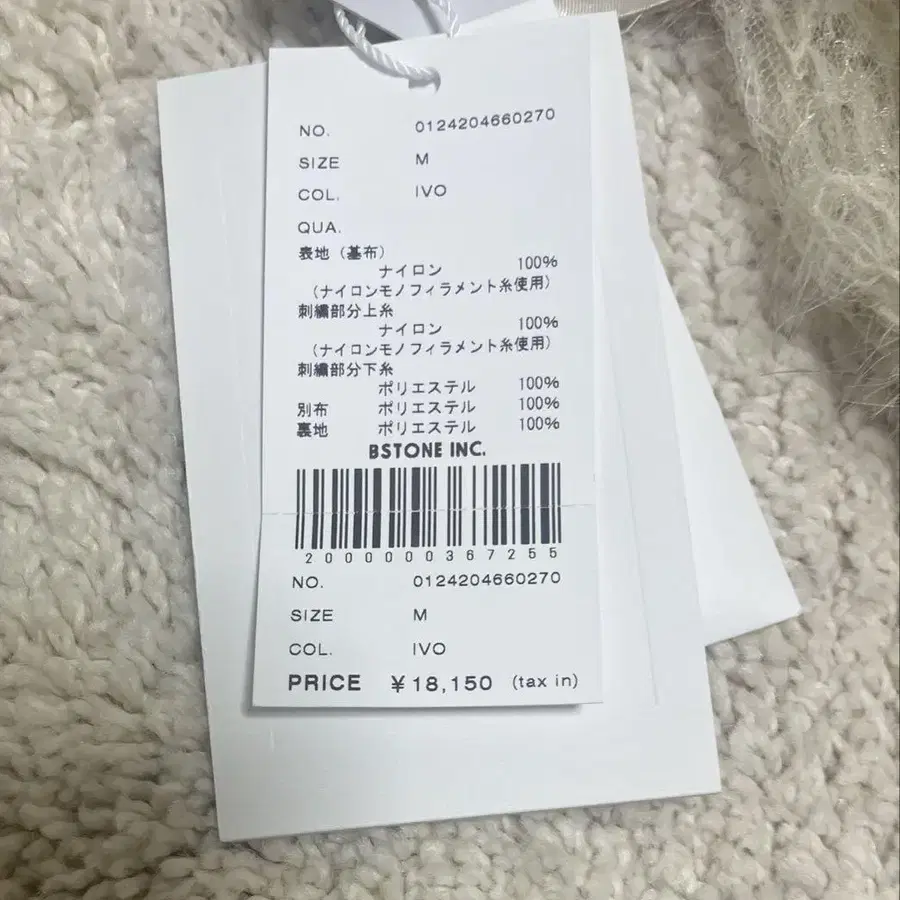 NO. 0124204660270
SIZE M
COL. IVO
QUA.
表地（基布）
ナイロン 100%
（ナイロンモノフィラメント糸使用）
刺繍部分上糸
ナイロン 100%
（ナイロンモノフィラメント糸使用）
刺繍部分下糸
ポリエステル 100%
別布 ポリエステル 100%
裏地 ポリエステル 100%
BSTONE INC.
2000000367255
NO. 0124204660270
SIZE M
COL. IVO
PRICE ¥18,150 (tax in)